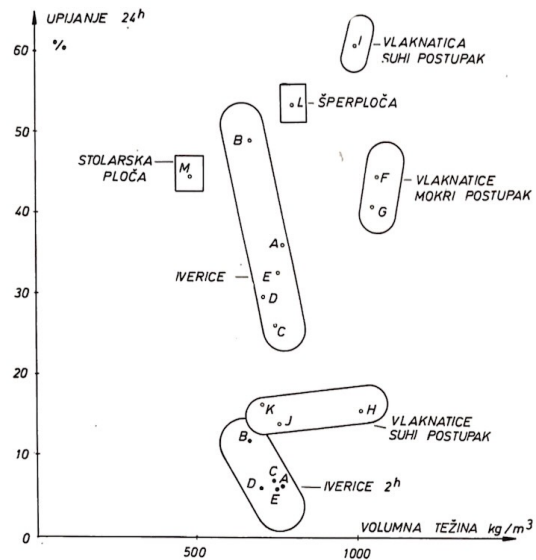 UPIJANJE 24h
%
60
50
40
30
20
10
0
I
VLAKNATICA
SUHI POSTUPAK
L
ŠPERPLOČA
B
STOLARSKA
PLOČA
M
F
G
VLAKNATICE
MOKRI POSTUPAK
A
E
IVERICE
D
C
K
J
H
VLAKNATICE
SUHI POSTUPAK
B
C
D
A
E
IVERICE 2h
500
1000
VOLUMNA TEŽINA kg/m³